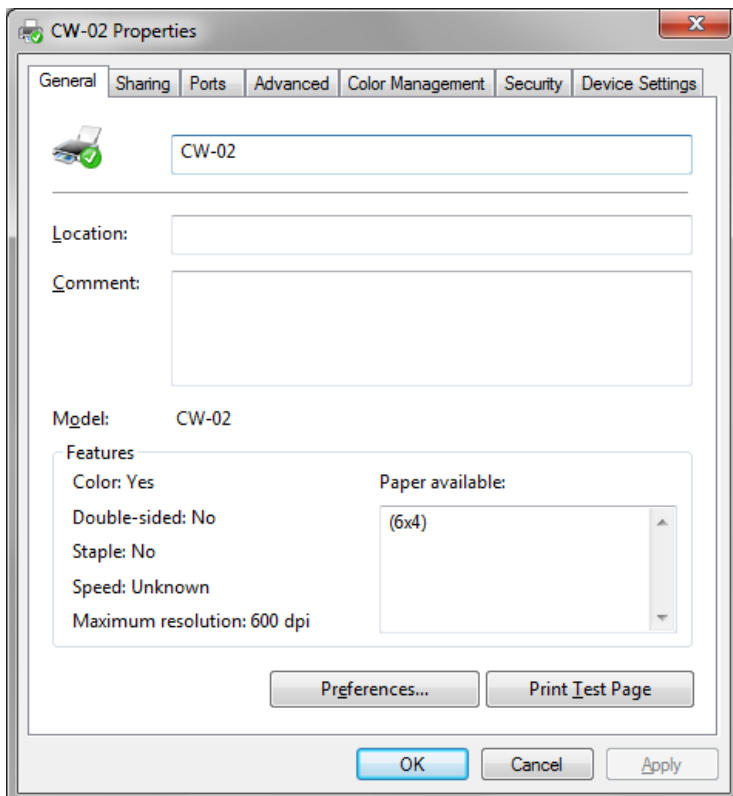 CW-02 Properties
General Sharing Ports Advanced Color Management Security Device Settings
CW-02
Location:
Comment:
Model: CW-02
Features
Color: Yes
Paper available:
Double-sided: No
(6x4)
Staple: No
Speed: Unknown
Maximum resolution: 600 dpi
Preferences... Print Test Page
OK Cancel Apply